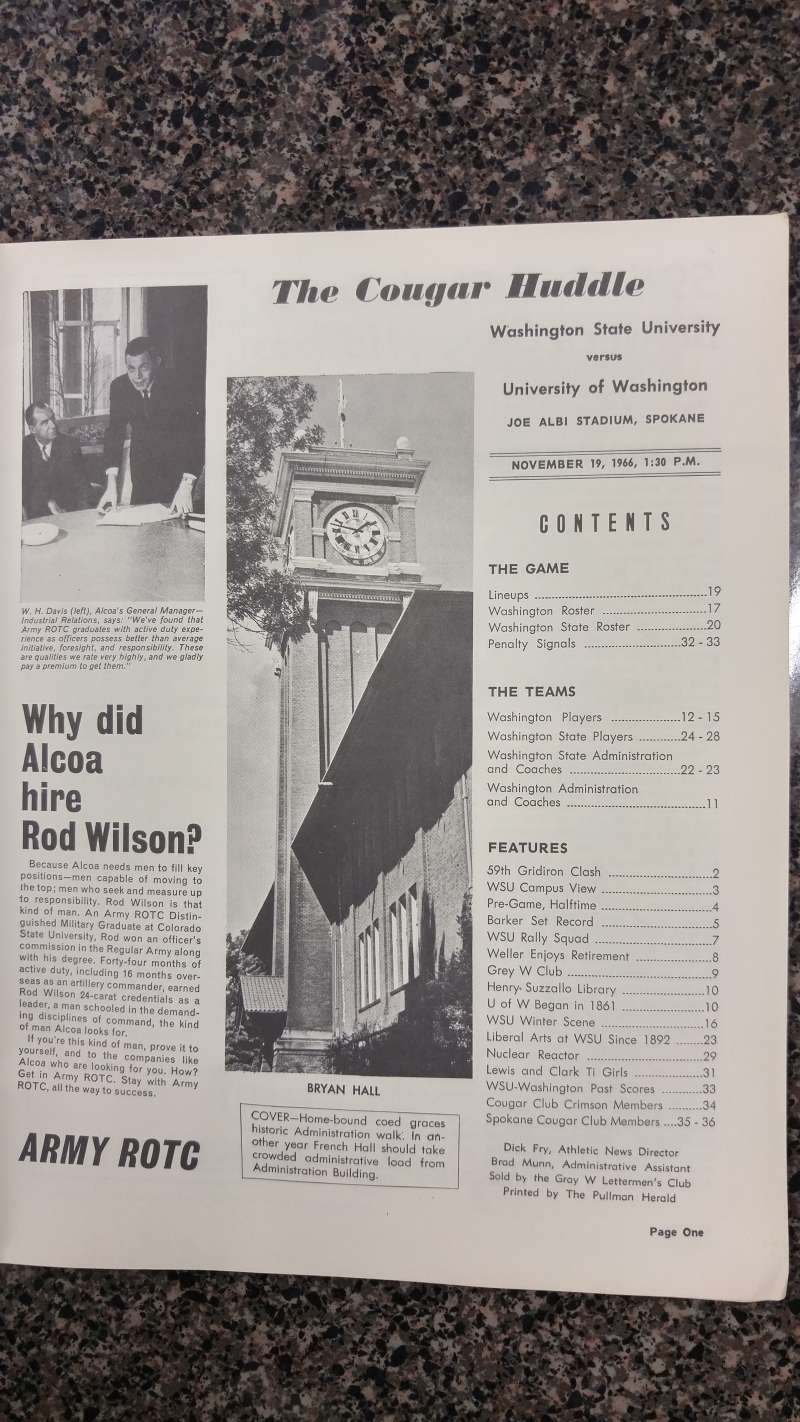 The Cougar Huddle
Washington State University
versus
University of Washington
JOE ALBI STADIUM, SPOKANE
NOVEMBER 19, 1966, 1:30 P.M.
W. H. Davis (left), Alcoa's General Manager—
Industrial Relations, says: "We've found that
Army ROTC graduates with active duty expe-
rience as officers possess better than average
initiative, foresight, and responsibility. These
are qualities we rate very highly, and we gladly
pay a premium to get them."
Why did
Alcoa
hire
Rod Wilson?
Because Alcoa needs men to fill key
positions—men capable of moving to
the top; men who seek and measure up
to responsibility. Rod Wilson is that
kind of man. An Army ROTC Distin-
guished Military Graduate at Colorado
State University, Rod won an officer's
commission in the Regular Army along
with his degree. Forty-four months of
active duty, including 16 months over-
seas as an artillery commander, earned
Rod Wilson 24-carat credentials as a
leader, a man schooled in the demand-
ing disciplines of command, the kind
of man Alcoa looks for.
If you're this kind of man, prove it to
yourself, and to the companies like
Alcoa who are looking for you. How?
Get in Army ROTC. Stay with Army
ROTC, all the way to success.
ARMY ROTC
BRYAN HALL
COVER—Home-bound coed graces
historic Administration walk. In an-
other year French Hall should take
crowded administrative load from
Administration Building.
CONTENTS
THE GAME
Lineups ........19
Washington Roster ........17
Washington State Roster ........20
Penalty Signals ........32 - 33
THE TEAMS
Washington Players ........12 - 15
Washington State Players ........24 - 28
Washington State Administration
and Coaches ........22 - 23
Washington Administration
and Coaches ........11
FEATURES
59th Gridiron Clash ........2
WSU Campus View ........3
Pre-Game, Halftime ........4
Barker Set Record ........5
WSU Rally Squad ........7
Weller Enjoys Retirement ........8
Grey W Club ........9
Henry Suzzallo Library ........10
U of W Began in 1861 ........10
WSU Winter Scene ........16
Liberal Arts at WSU Since 1892 ........23
Nuclear Reactor ........29
Lewis and Clark Ti Girls ........31
WSU-Washington Past Scores ........33
Cougar Club Crimson Members ........34
Spokane Cougar Club Members ....35 - 36
Dick Fry, Athletic News Director
Brad Munn, Administrative Assistant
Sold by the Gray W Lettermen's Club
Printed by The Pullman Herald
Page One